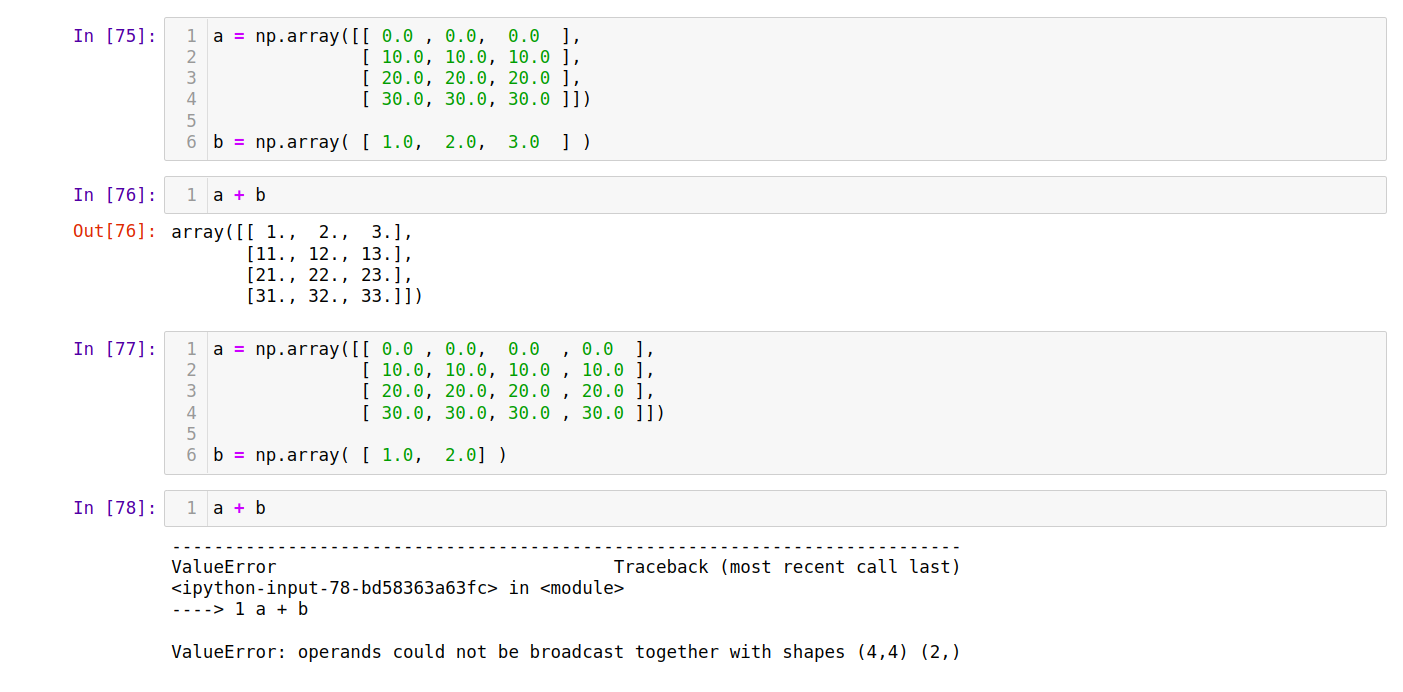 In [75]: 1 a = np.array([[ 0.0 , 0.0,  0.0  ],
2               [ 10.0, 10.0, 10.0 ],
3               [ 20.0, 20.0, 20.0 ],
4               [ 30.0, 30.0, 30.0 ]])
5
6 b = np.array( [ 1.0,  2.0,  3.0  ] )
In [76]: 1 a + b
Out[76]: array([[ 1.,  2.,  3.],
       [11., 12., 13.],
       [21., 22., 23.],
       [31., 32., 33.]])
In [77]: 1 a = np.array([[ 0.0 , 0.0,  0.0  , 0.0  ],
2               [ 10.0, 10.0, 10.0 , 10.0 ],
3               [ 20.0, 20.0, 20.0 , 20.0 ],
4               [ 30.0, 30.0, 30.0 , 30.0 ]])
5
6 b = np.array( [ 1.0,  2.0] )
In [78]: 1 a + b
---------------------------------------------------------------------------
ValueError                                Traceback (most recent call last)
<ipython-input-78-bd58363a63fc> in <module>
----> 1 a + b
ValueError: operands could not be broadcast together with shapes (4,4) (2,)